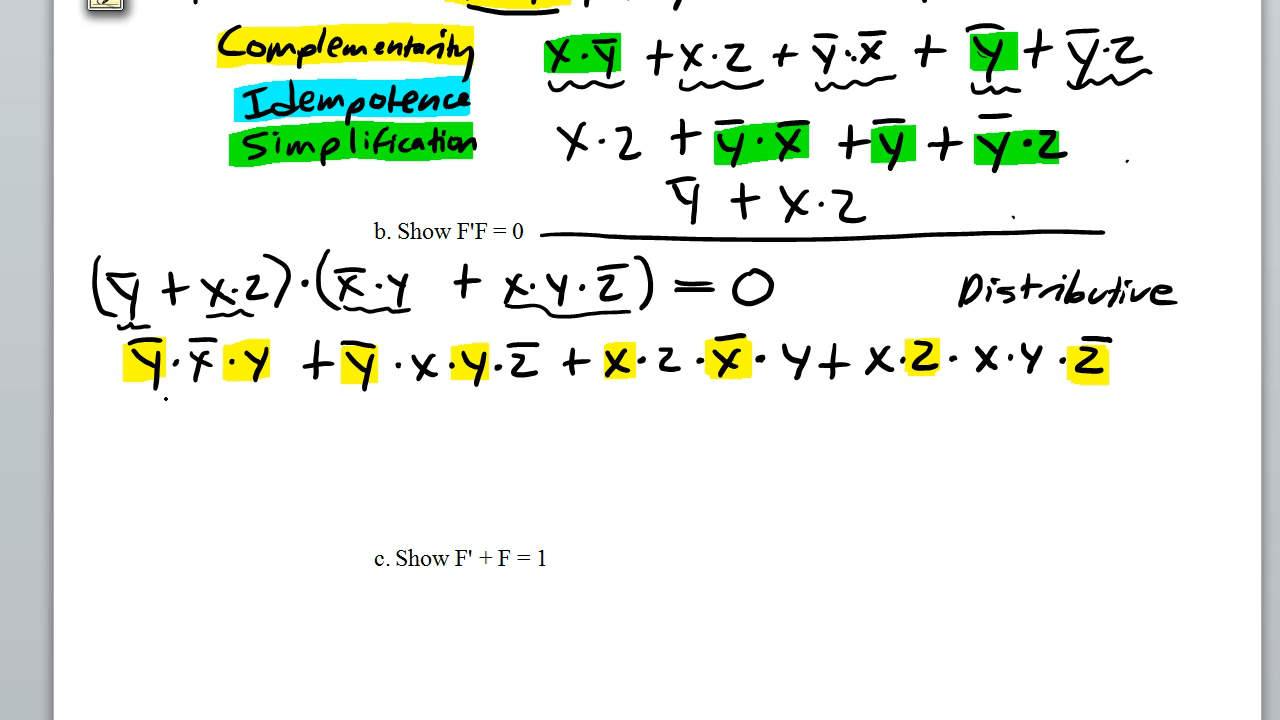 Complementarity
Idempotence
Simplification
x·y̅ + x·z + y̅·x̅ + y̅ + y̅·z
x·z + y̅·x̅ + y̅ + y̅·z
y̅ + x·z
b. Show F'F = 0
(y̅ + x·z)·(x̅·y + x·y·z̅) = 0 Distributive
y̅·x̅·y + y̅·x·y·z̅ + x·z·x̅·y + x·z·x·y·z̅
c. Show F' + F = 1